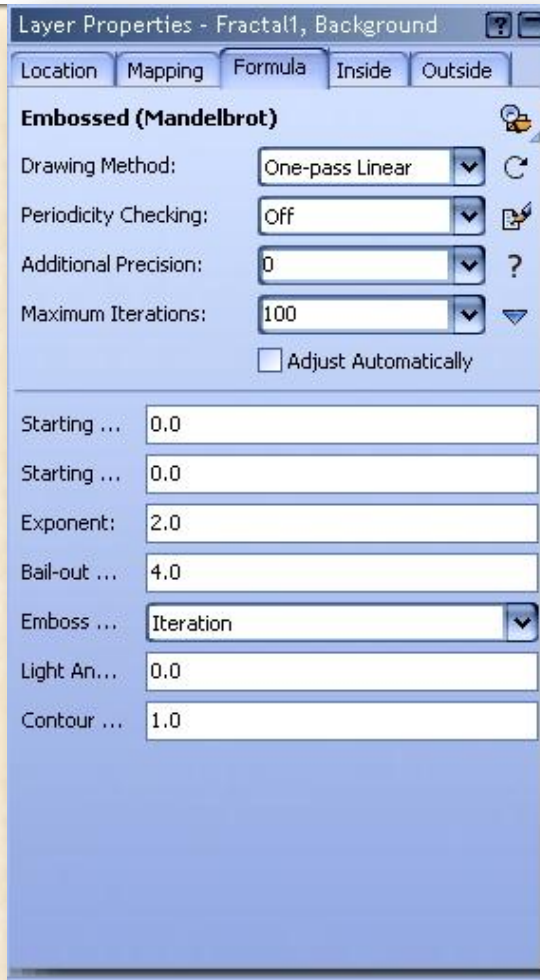 Layer Properties - Fractal1, Background ?
Location Mapping Formula Inside Outside
Embossed (Mandelbrot)
Drawing Method: One-pass Linear
Periodicity Checking: Off
Additional Precision: 0 ?
Maximum Iterations: 100
Adjust Automatically
Starting ... 0.0
Starting ... 0.0
Exponent: 2.0
Bail-out ... 4.0
Emboss ... Iteration
Light An... 0.0
Contour ... 1.0